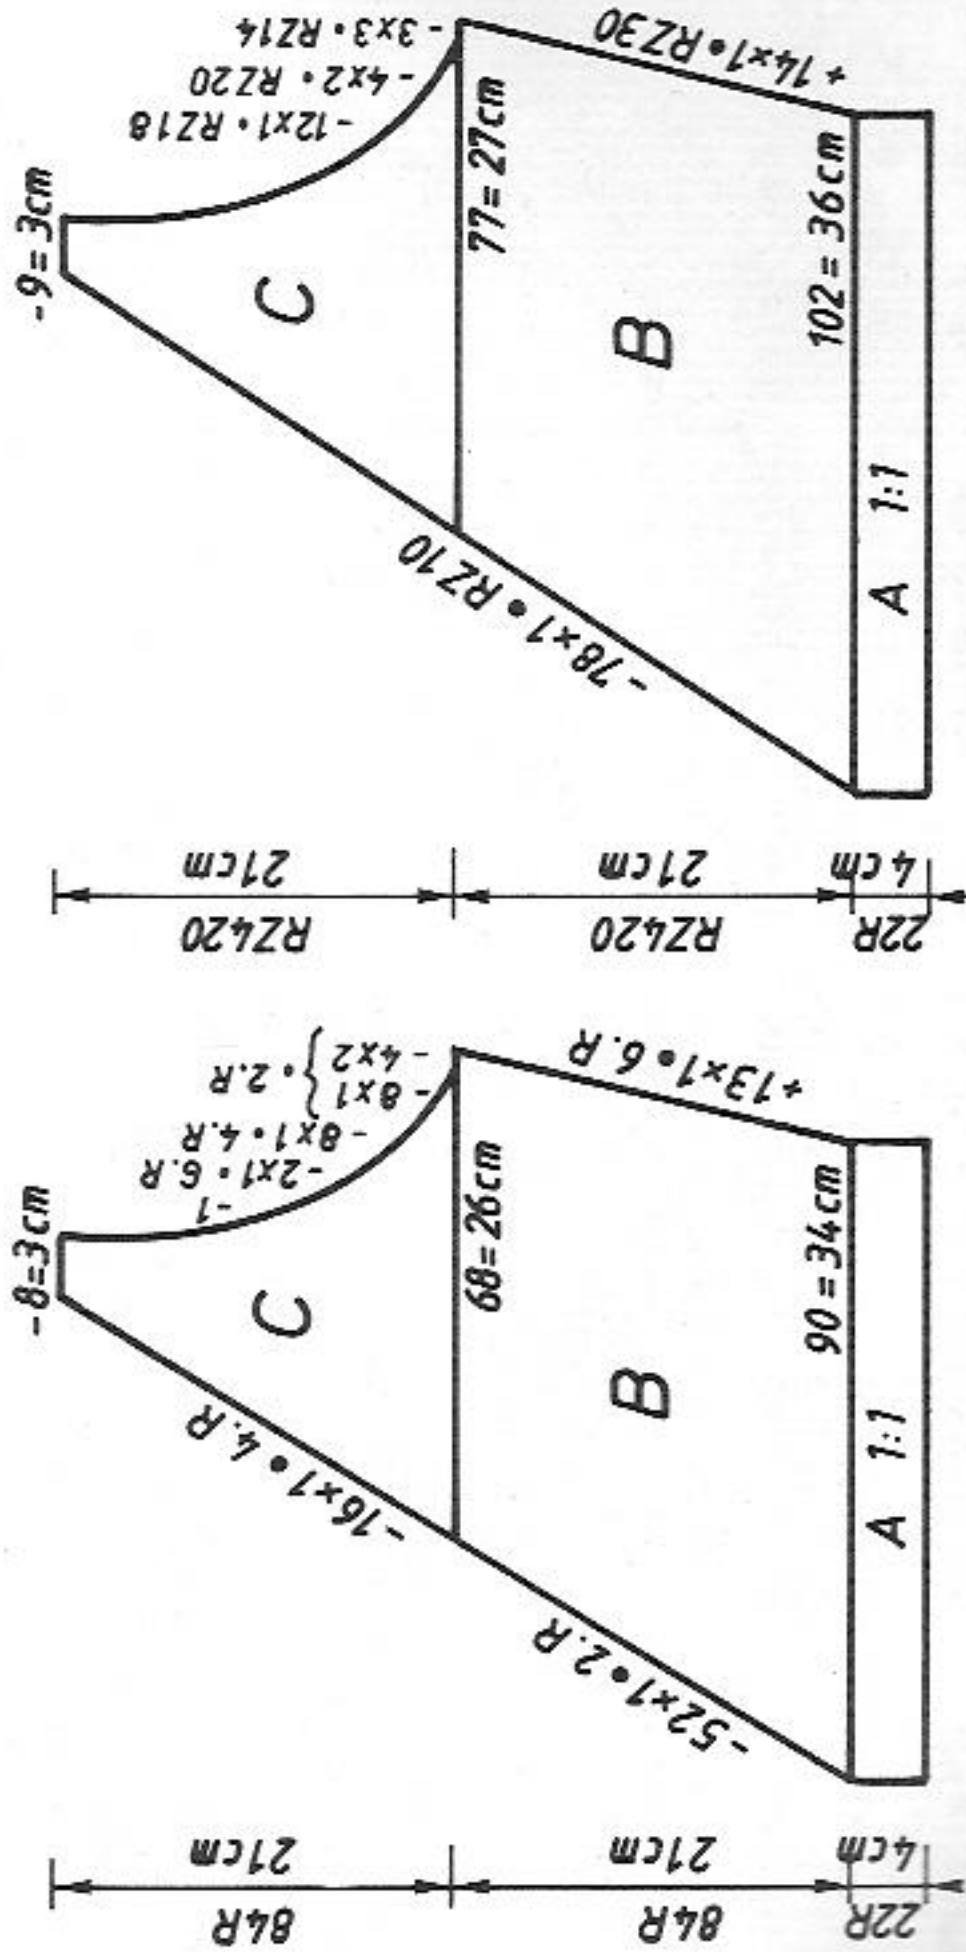 -9=3cm
-12x1•RZ18
-4x2•RZ20
-3x3•RZ14
C
77=27cm
-78x1•RZ10
B
+14x1•RZ30
102=36cm
A 1:1
21cm
RZ420
21cm
RZ420
4cm
22R
-8=3cm
-1
-2x1•6.R
-8x1•4.R
-8x1
-4x2 } •2.R
C
68=26cm
-16x1•4.R
B
+13x1•6.R
-52x1•2.R
90=34cm
A 1:1
21cm
84R
21cm
84R
4cm
22R